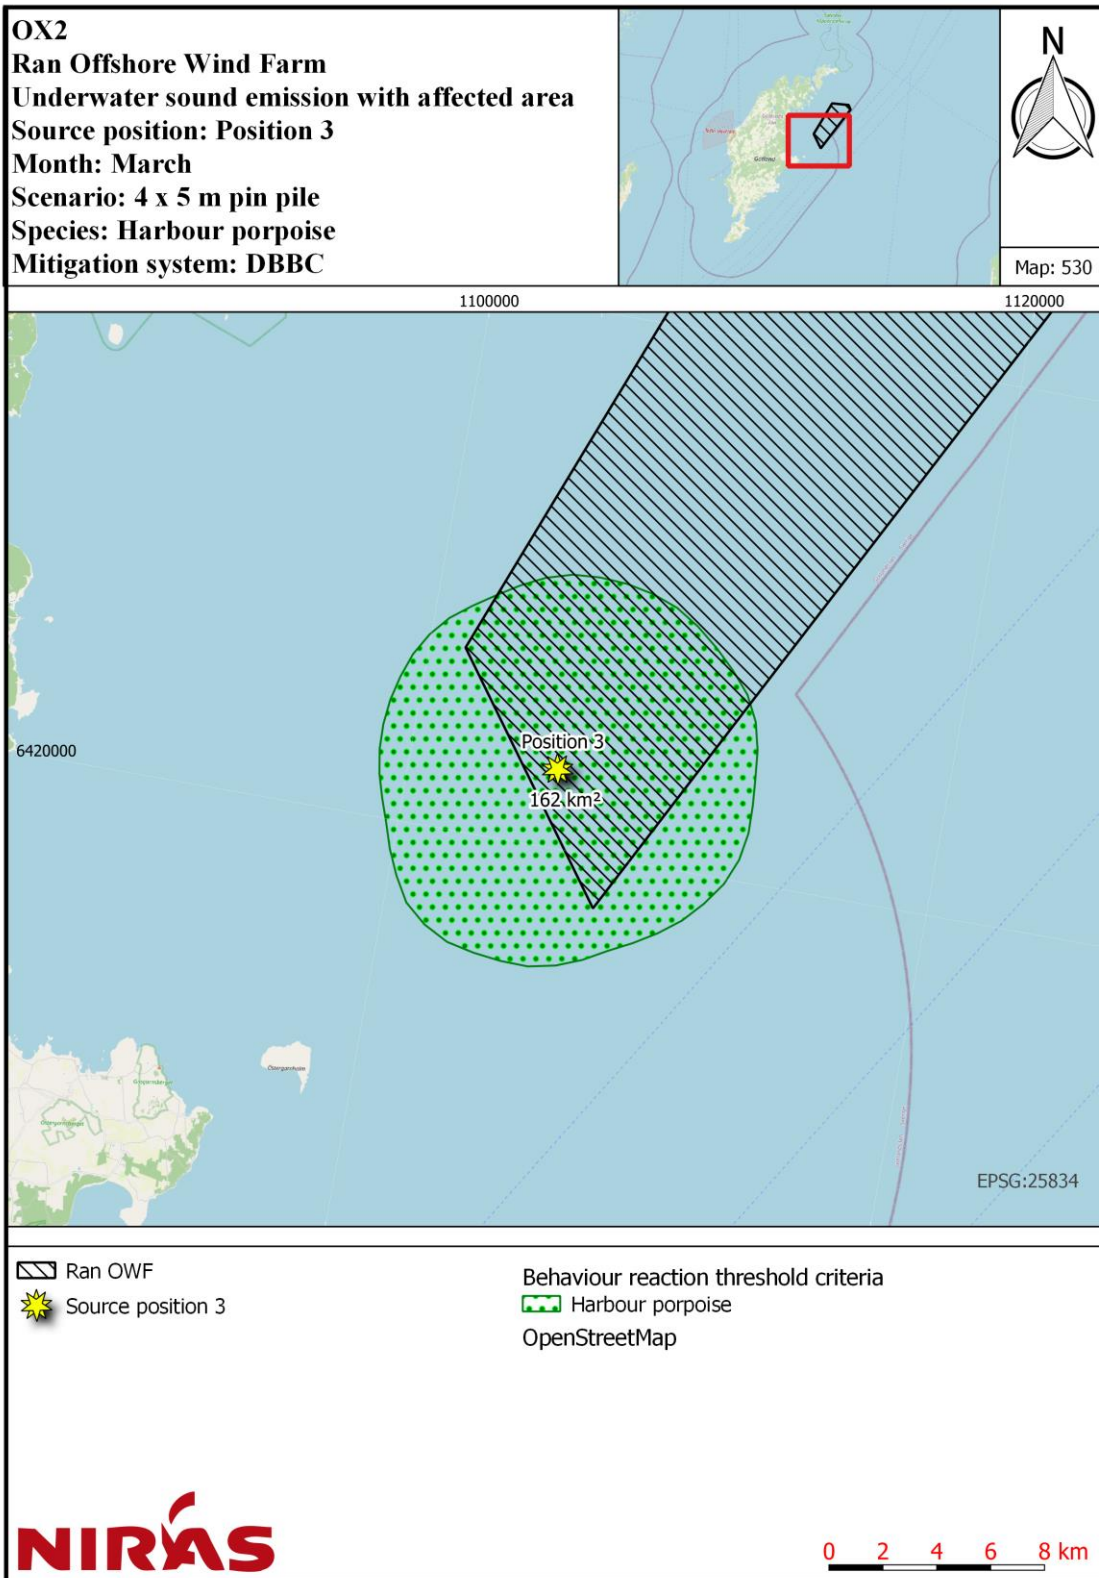 OX2
Ran Offshore Wind Farm
Underwater sound emission with affected area
Source position: Position 3
Month: March
Scenario: 4 x 5 m pin pile
Species: Harbour porpoise
Mitigation system: DBBC
Gotland
N
Map: 530
1100000
1120000
6420000
Position 3
162 km²
Östergarnsholm
EPSG:25834
Ran OWF
Source position 3
Behaviour reaction threshold criteria
Harbour porpoise
OpenStreetMap
NIRAS
0 2 4 6 8 km